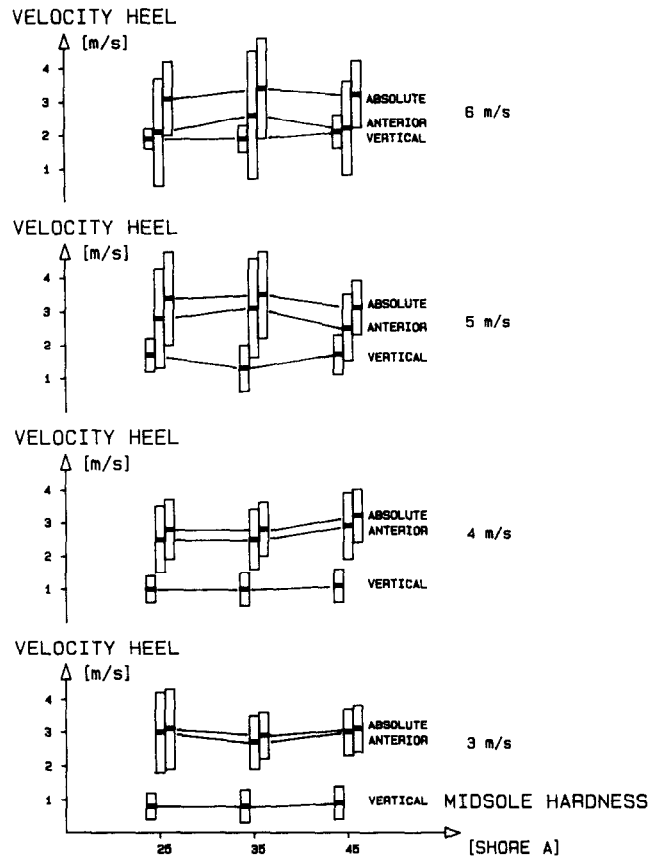 VELOCITY HEEL
[m/s]
4
3
2
1
ABSOLUTE
ANTERIOR
VERTICAL
6 m/s
VELOCITY HEEL
[m/s]
4
3
2
1
ABSOLUTE
ANTERIOR
VERTICAL
5 m/s
VELOCITY HEEL
[m/s]
4
3
2
1
ABSOLUTE
ANTERIOR
VERTICAL
4 m/s
VELOCITY HEEL
[m/s]
4
3
2
1
ABSOLUTE
ANTERIOR
VERTICAL
3 m/s
MIDSOLE HARDNESS
25 35 45
[SHORE A]